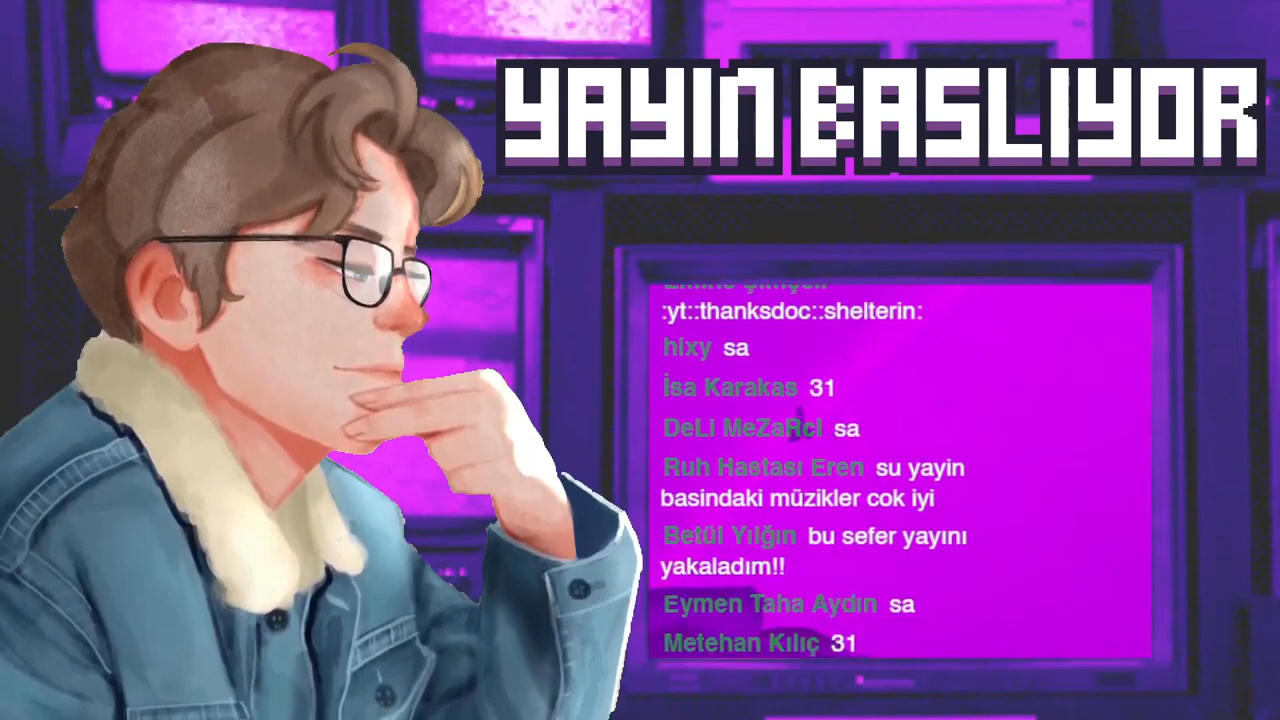 YAYIN BASLIYOR
:yt::thanksdoc::shelterin:
hixy sa
İsa Karakas 31
DeLi MeZaRcI sa
Ruh Hastası Eren su yayin
basindaki müzikler cok iyi
Betül Yılğın bu sefer yayını
yakaladım!!
Eymen Taha Aydın sa
Metehan Kılıç 31